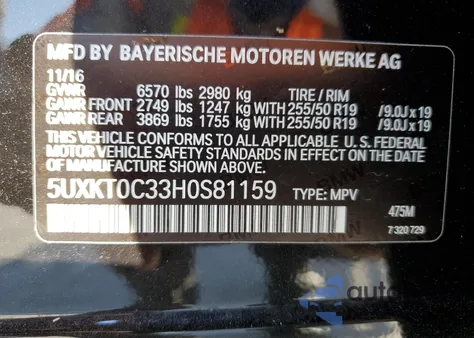 MFD BY BAYERISCHE MOTOREN WERKE AG
11/16
GVWR 6570 lbs 2980 kg TIRE / RIM
GAWR FRONT 2749 lbs 1247 kg WITH 255/50 R19 /9.0J x 19
GAWR REAR 3869 lbs 1755 kg WITH 255/50 R19 /9.0J x 19
THIS VEHICLE CONFORMS TO ALL APPLICABLE U.S. FEDERAL
MOTOR VEHICLE SAFETY STANDARDS IN EFFECT ON THE
DATE OF MANUFACTURE SHOWN ABOVE.
5UXKT0C33H0S81159 TYPE: MPV
475M
7 320 729